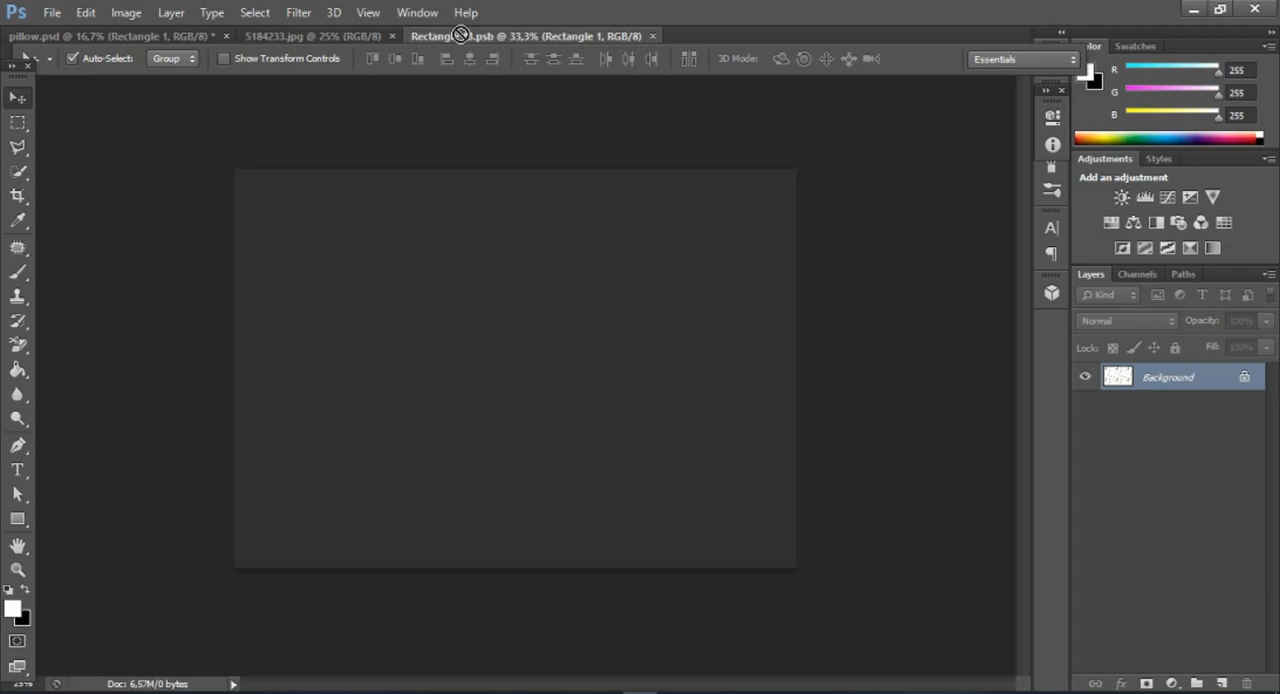 Ps File Edit Image Layer Type Select Filter 3D View Window Help
pillow.psd @ 16,7% (Rectangle 1, RGB/8) * × 5184233.jpg @ 25% (RGB/8) × .psb @ 33,3% (Rectangle 1, RGB/8) ×
Auto-Select: Group Show Transform Controls 3D Mode: Essentials
Swatches
R 255
G 255
B 255
Adjustments Styles
Add an adjustment
Layers Channels Paths
Kind
Normal Opacity: 100%
Lock: Fill: 100%
Background
Doc: 6,57M/0 bytes